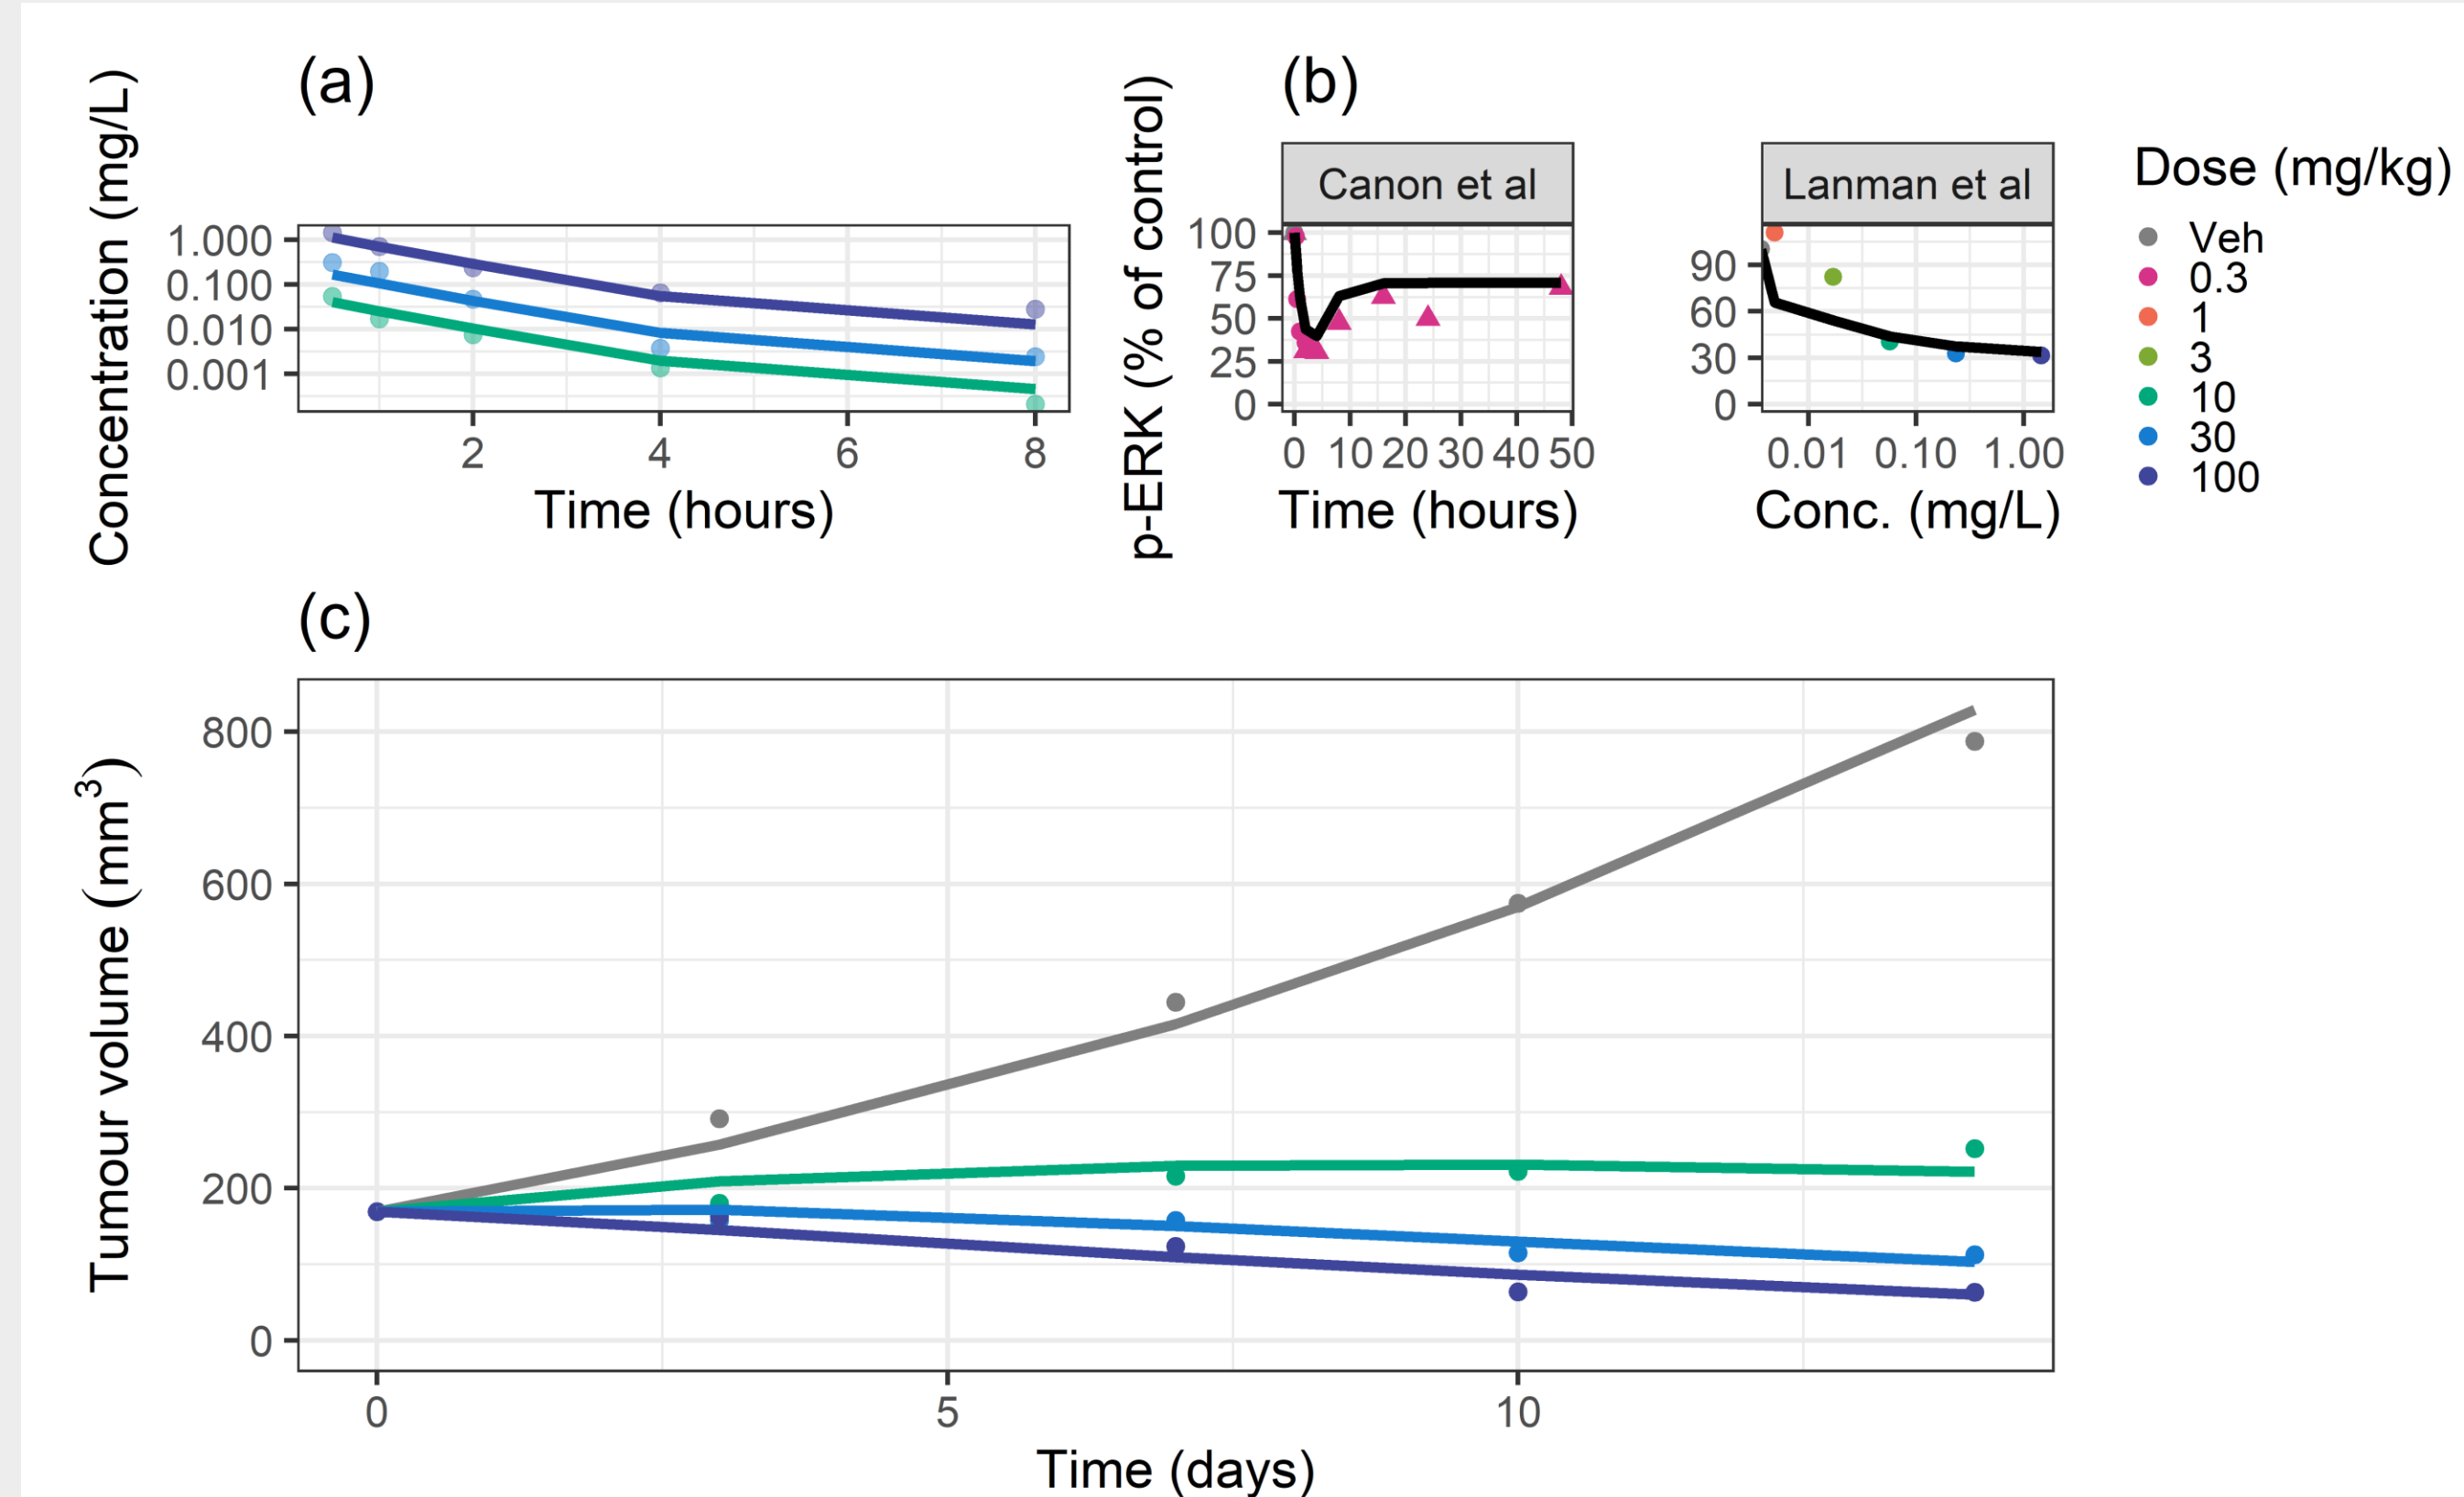 (a)
Concentration (mg/L)
1.000
0.100
0.010
0.001
2 4 6 8
Time (hours)
(b)
p-ERK (% of control)
Canon et al
100
75
50
25
0
0 10 20 30 40 50
Time (hours)
Lanman et al
90
60
30
0
0.01 0.10 1.00
Conc. (mg/L)
Dose (mg/kg)
Veh
0.3
1
3
10
30
100
(c)
Tumour volume (mm³)
800
600
400
200
0
0 5 10
Time (days)